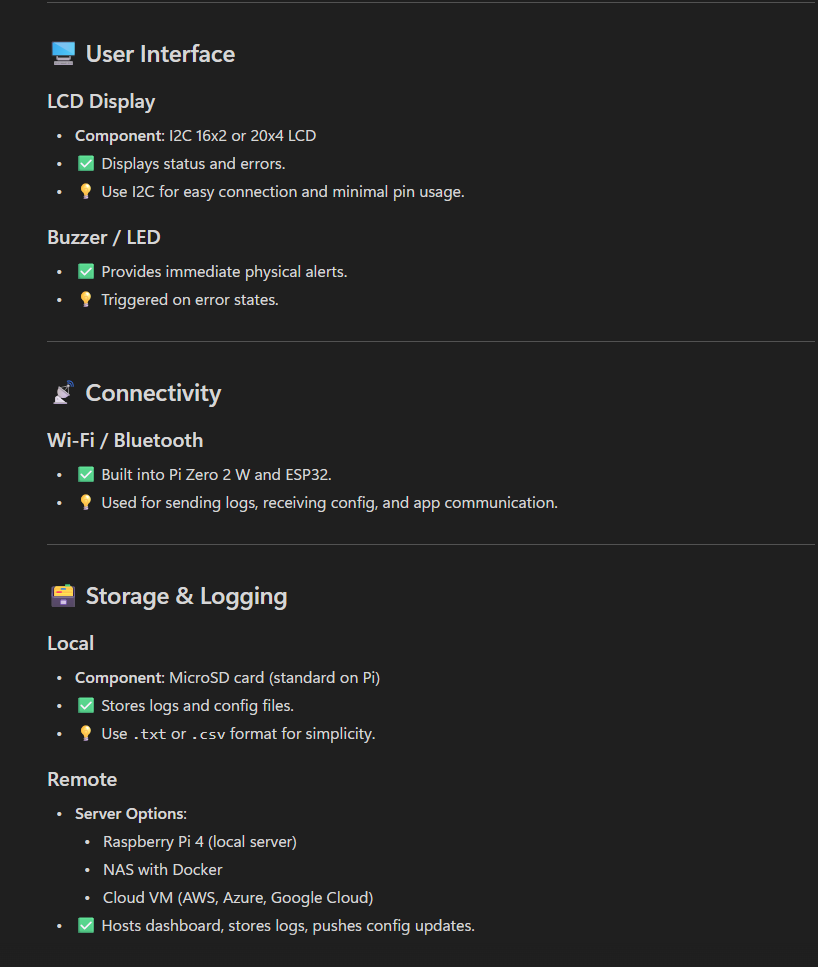 User Interface
LCD Display
• Component: I2C 16x2 or 20x4 LCD
• ✅ Displays status and errors.
• 💡 Use I2C for easy connection and minimal pin usage.
Buzzer / LED
• ✅ Provides immediate physical alerts.
• 💡 Triggered on error states.
Connectivity
Wi-Fi / Bluetooth
• ✅ Built into Pi Zero 2 W and ESP32.
• 💡 Used for sending logs, receiving config, and app communication.
Storage & Logging
Local
• Component: MicroSD card (standard on Pi)
• ✅ Stores logs and config files.
• 💡 Use .txt or .csv format for simplicity.
Remote
• Server Options:
• Raspberry Pi 4 (local server)
• NAS with Docker
• Cloud VM (AWS, Azure, Google Cloud)
• ✅ Hosts dashboard, stores logs, pushes config updates.